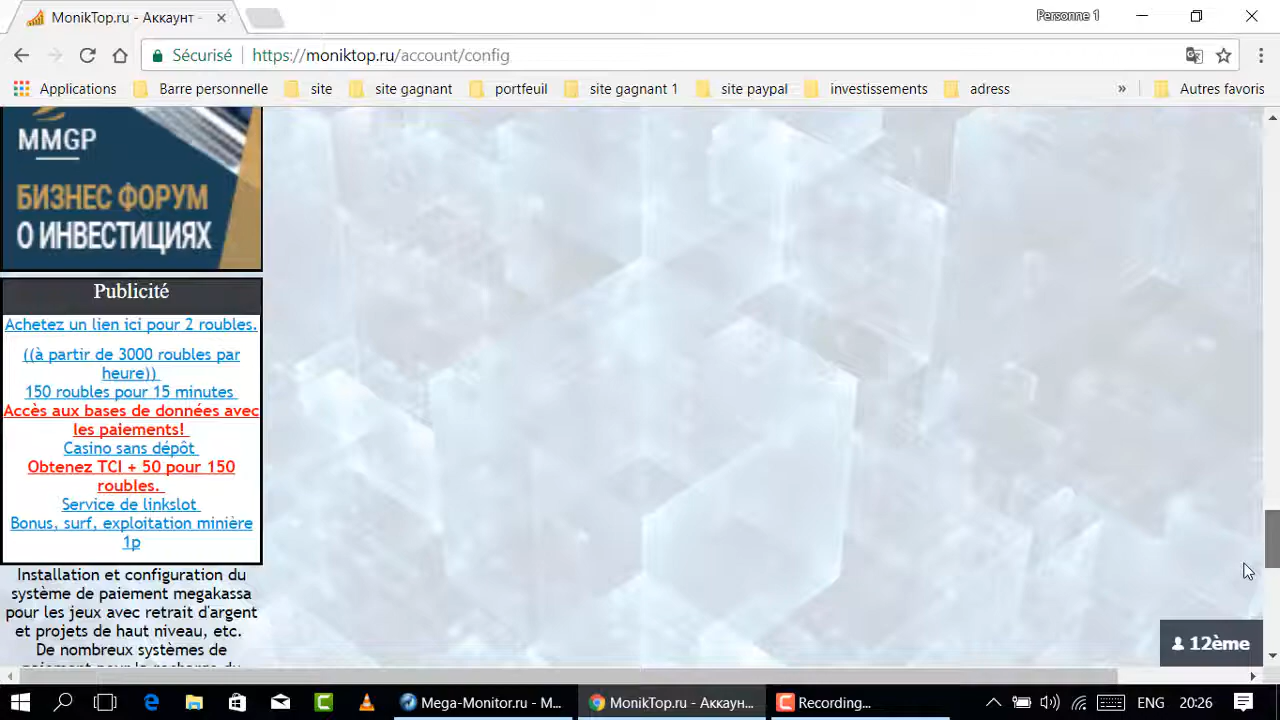 MonikTop.ru - Аккаунт -
Personne 1
Sécurisé
https://moniktop.ru/account/config
Applications
Barre personnelle
site
site gagnant
portfeuil
site gagnant 1
site paypal
investissements
adress
»
Autres favoris
MMGP
БИЗНЕС ФОРУМ
О ИНВЕСТИЦИЯХ
Publicité
Achetez un lien ici pour 2 roubles.
((à partir de 3000 roubles par
heure))
150 roubles pour 15 minutes
Accès aux bases de données avec
les paiements!
Casino sans dépôt
Obtenez TCI + 50 pour 150
roubles.
Service de linkslot
Bonus, surf, exploitation minière
1p
Installation et configuration du
système de paiement megakassa
pour les jeux avec retrait d'argent
et projets de haut niveau, etc.
De nombreux systèmes de
paiement pour la recharge du
12ème
Mega-Monitor.ru - M...
MonikTop.ru - Аккаун...
Recording...
ENG
20:26